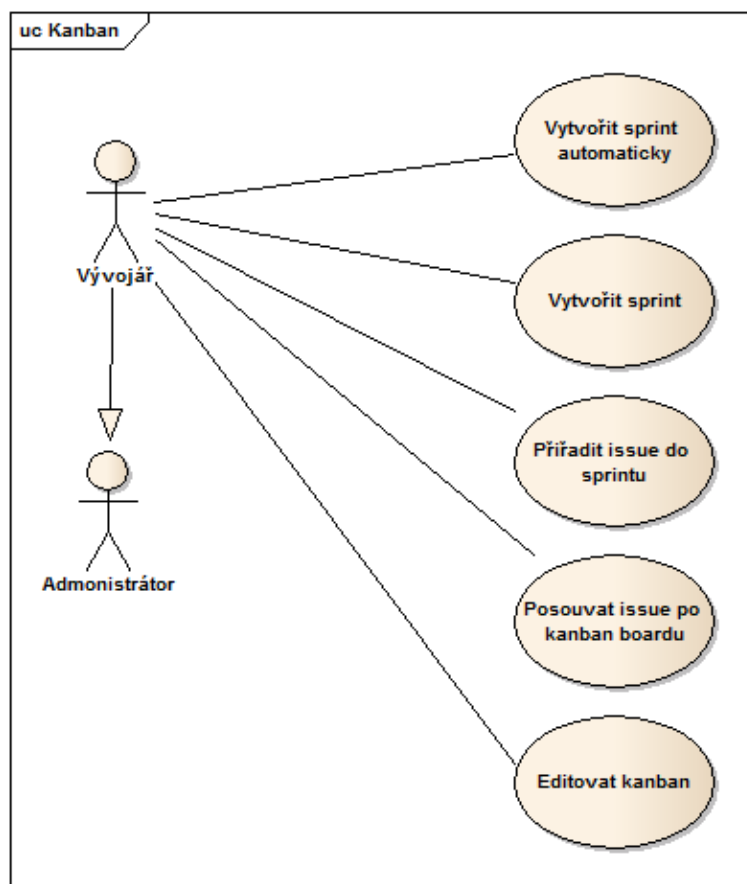 uc Kanban
Vytvořit sprint
automaticky
Vývojář
Vytvořit sprint
Přiřadit issue do
sprintu
Admonistrátor
Posouvat issue po
kanban boardu
Editovat kanban